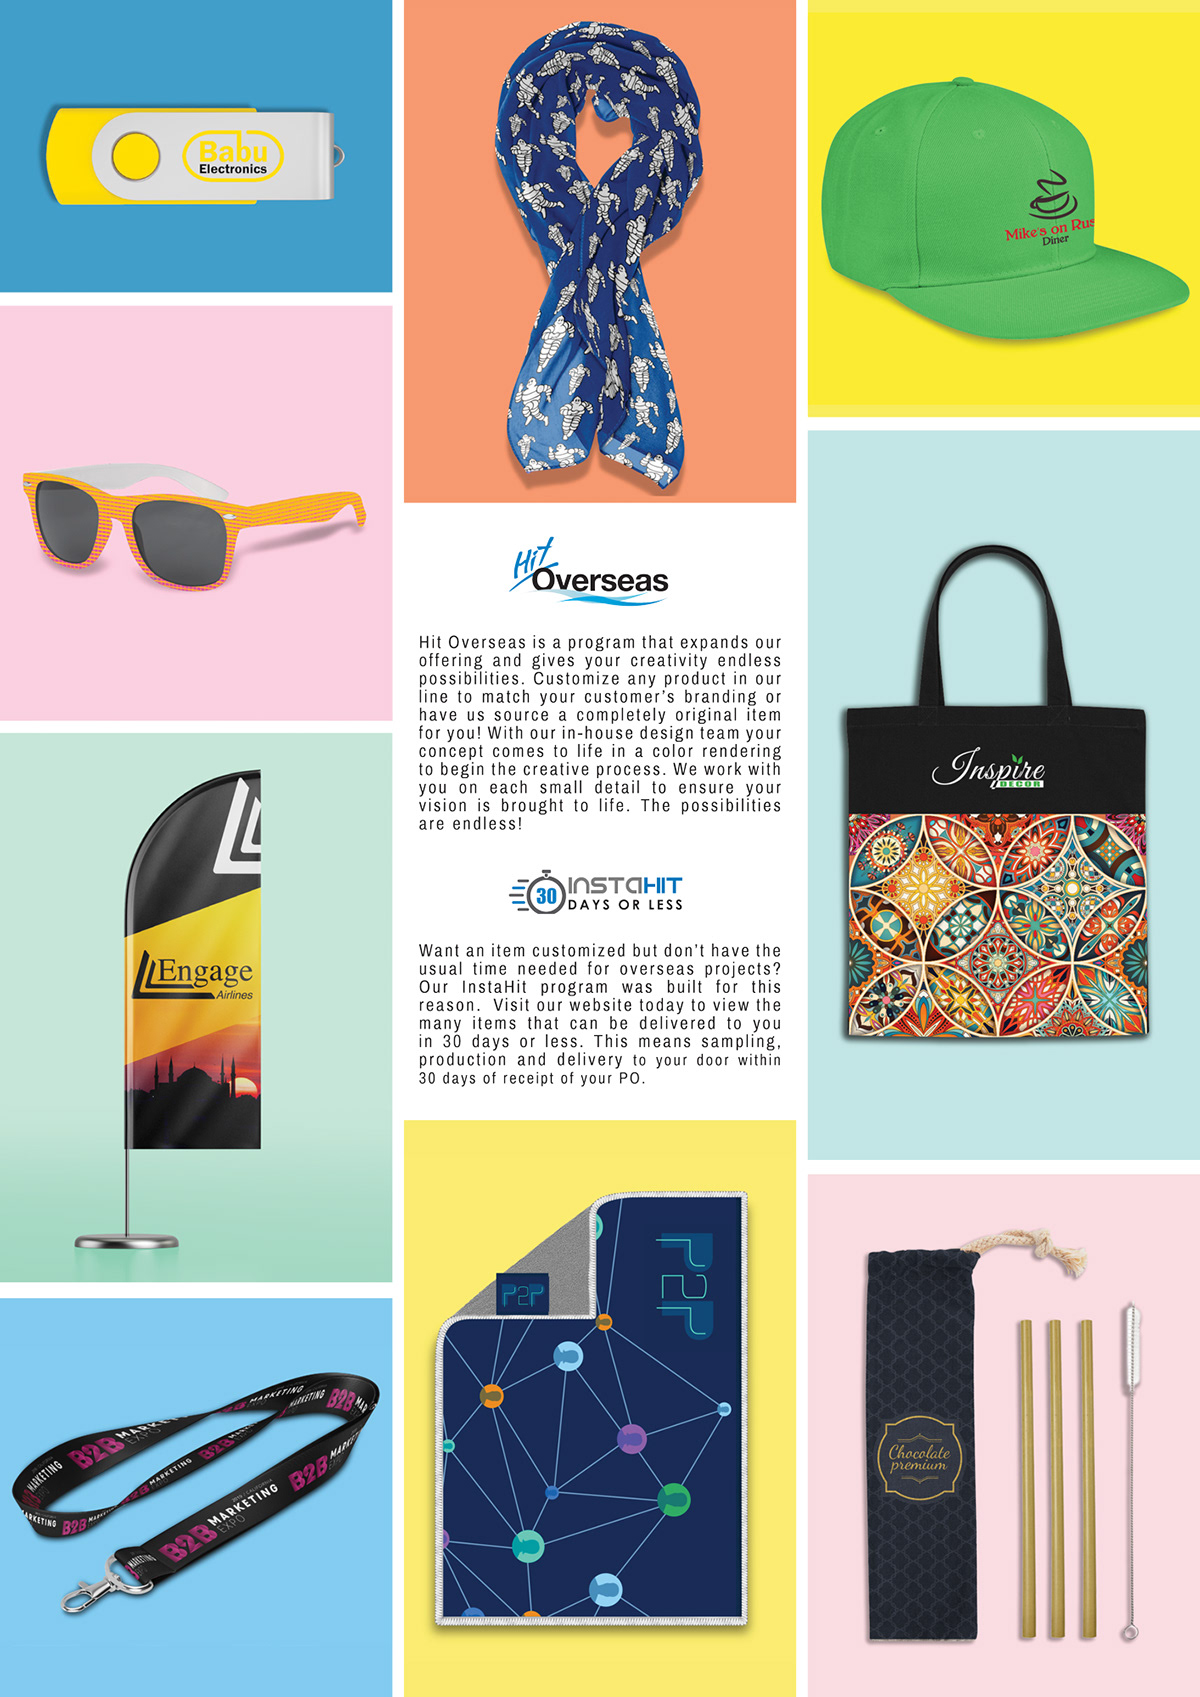 Babu
Electronics
Mike's on Rus
Diner
Hit
Overseas
Hit Overseas is a program that expands our
offering and gives your creativity endless
possibilities. Customize any product in our
line to match your customer's branding or
have us source a completely original item
for you! With our in-house design team your
concept comes to life in a color rendering
to begin the creative process. We work with
you on each small detail to ensure your
vision is brought to life. The possibilities
are endless!
30 INSTAHIT
DAYS OR LESS
Want an item customized but don't have the
usual time needed for overseas projects?
Our InstaHit program was built for this
reason. Visit our website today to view the
many items that can be delivered to you
in 30 days or less. This means sampling,
production and delivery to your door within
30 days of receipt of your PO.
Inspire
DECOR
Engage
Airlines
B2B MARKETING
EXPO
B2B MARKETING
B2B MARKETING
EXPO
P2P
P2P
Chocolate
premium